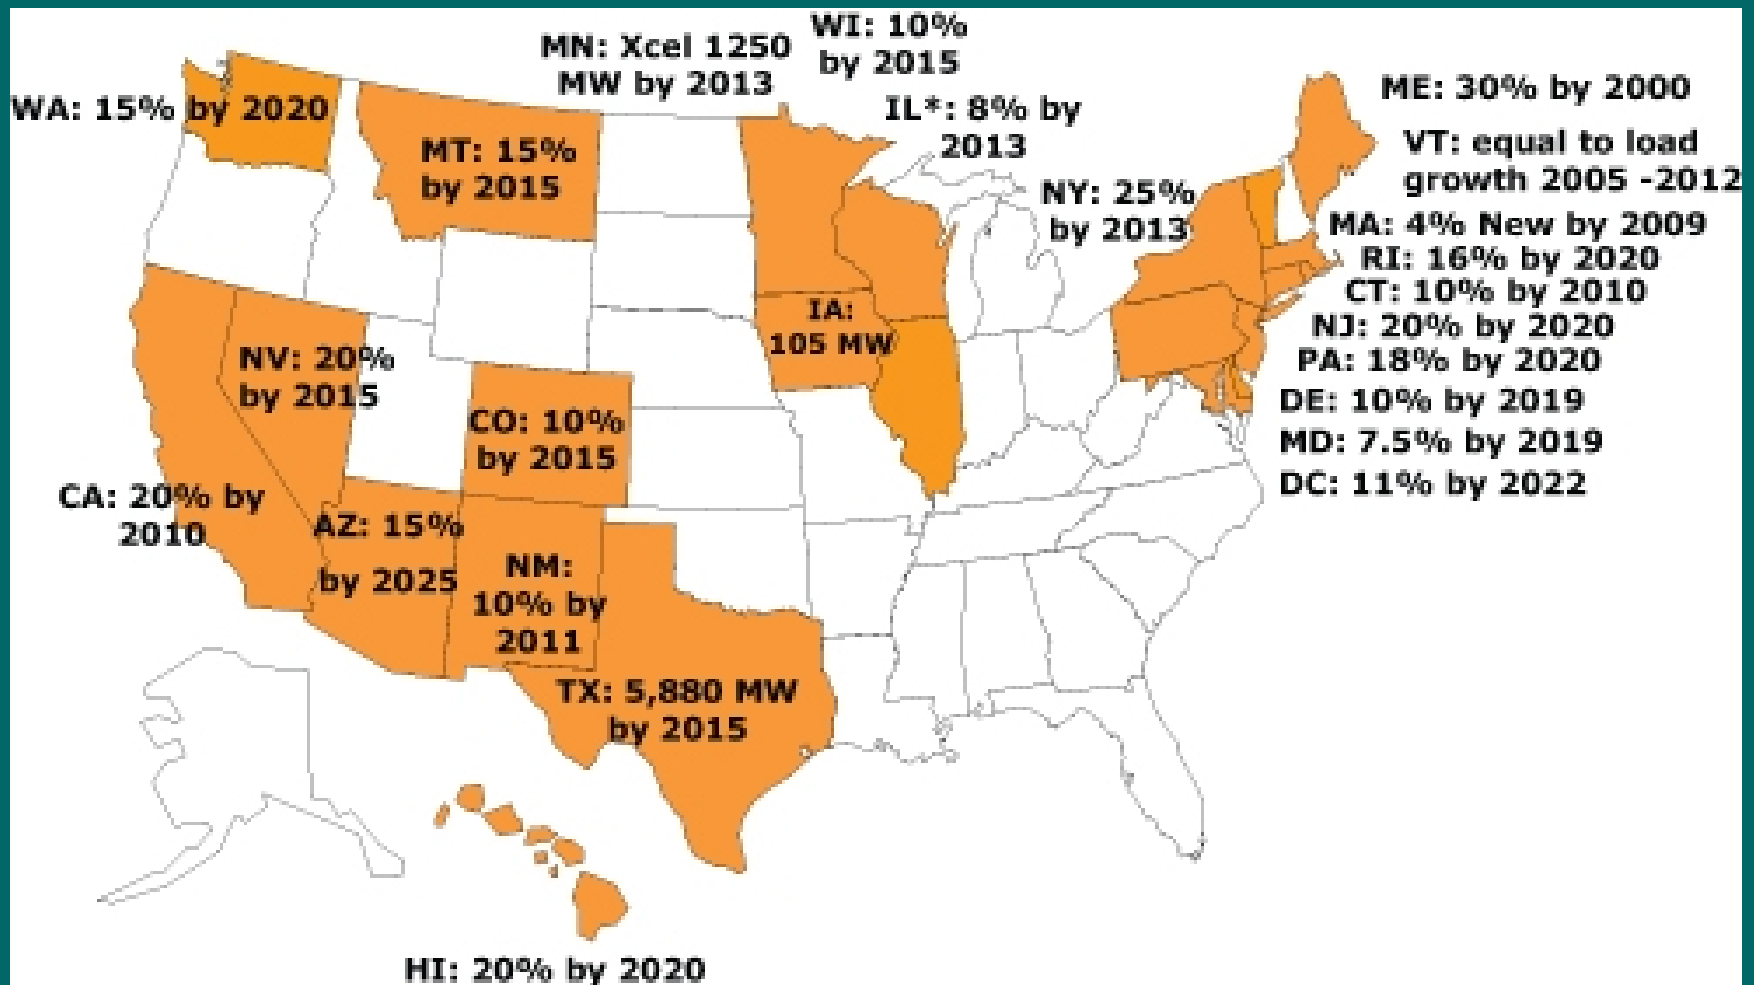 WI: 10%
by 2015
MN: Xcel 1250
MW by 2013
WA: 15% by 2020
IL*: 8% by
2013
ME: 30% by 2000
VT: equal to load
growth 2005 -2012
MT: 15%
by 2015
NY: 25%
by 2013
MA: 4% New by 2009
RI: 16% by 2020
CT: 10% by 2010
NJ: 20% by 2020
PA: 18% by 2020
DE: 10% by 2019
MD: 7.5% by 2019
DC: 11% by 2022
IA:
105 MW
NV: 20%
by 2015
CO: 10%
by 2015
CA: 20% by
2010
AZ: 15%
by 2025
NM:
10% by
2011
TX: 5,880 MW
by 2015
HI: 20% by 2020